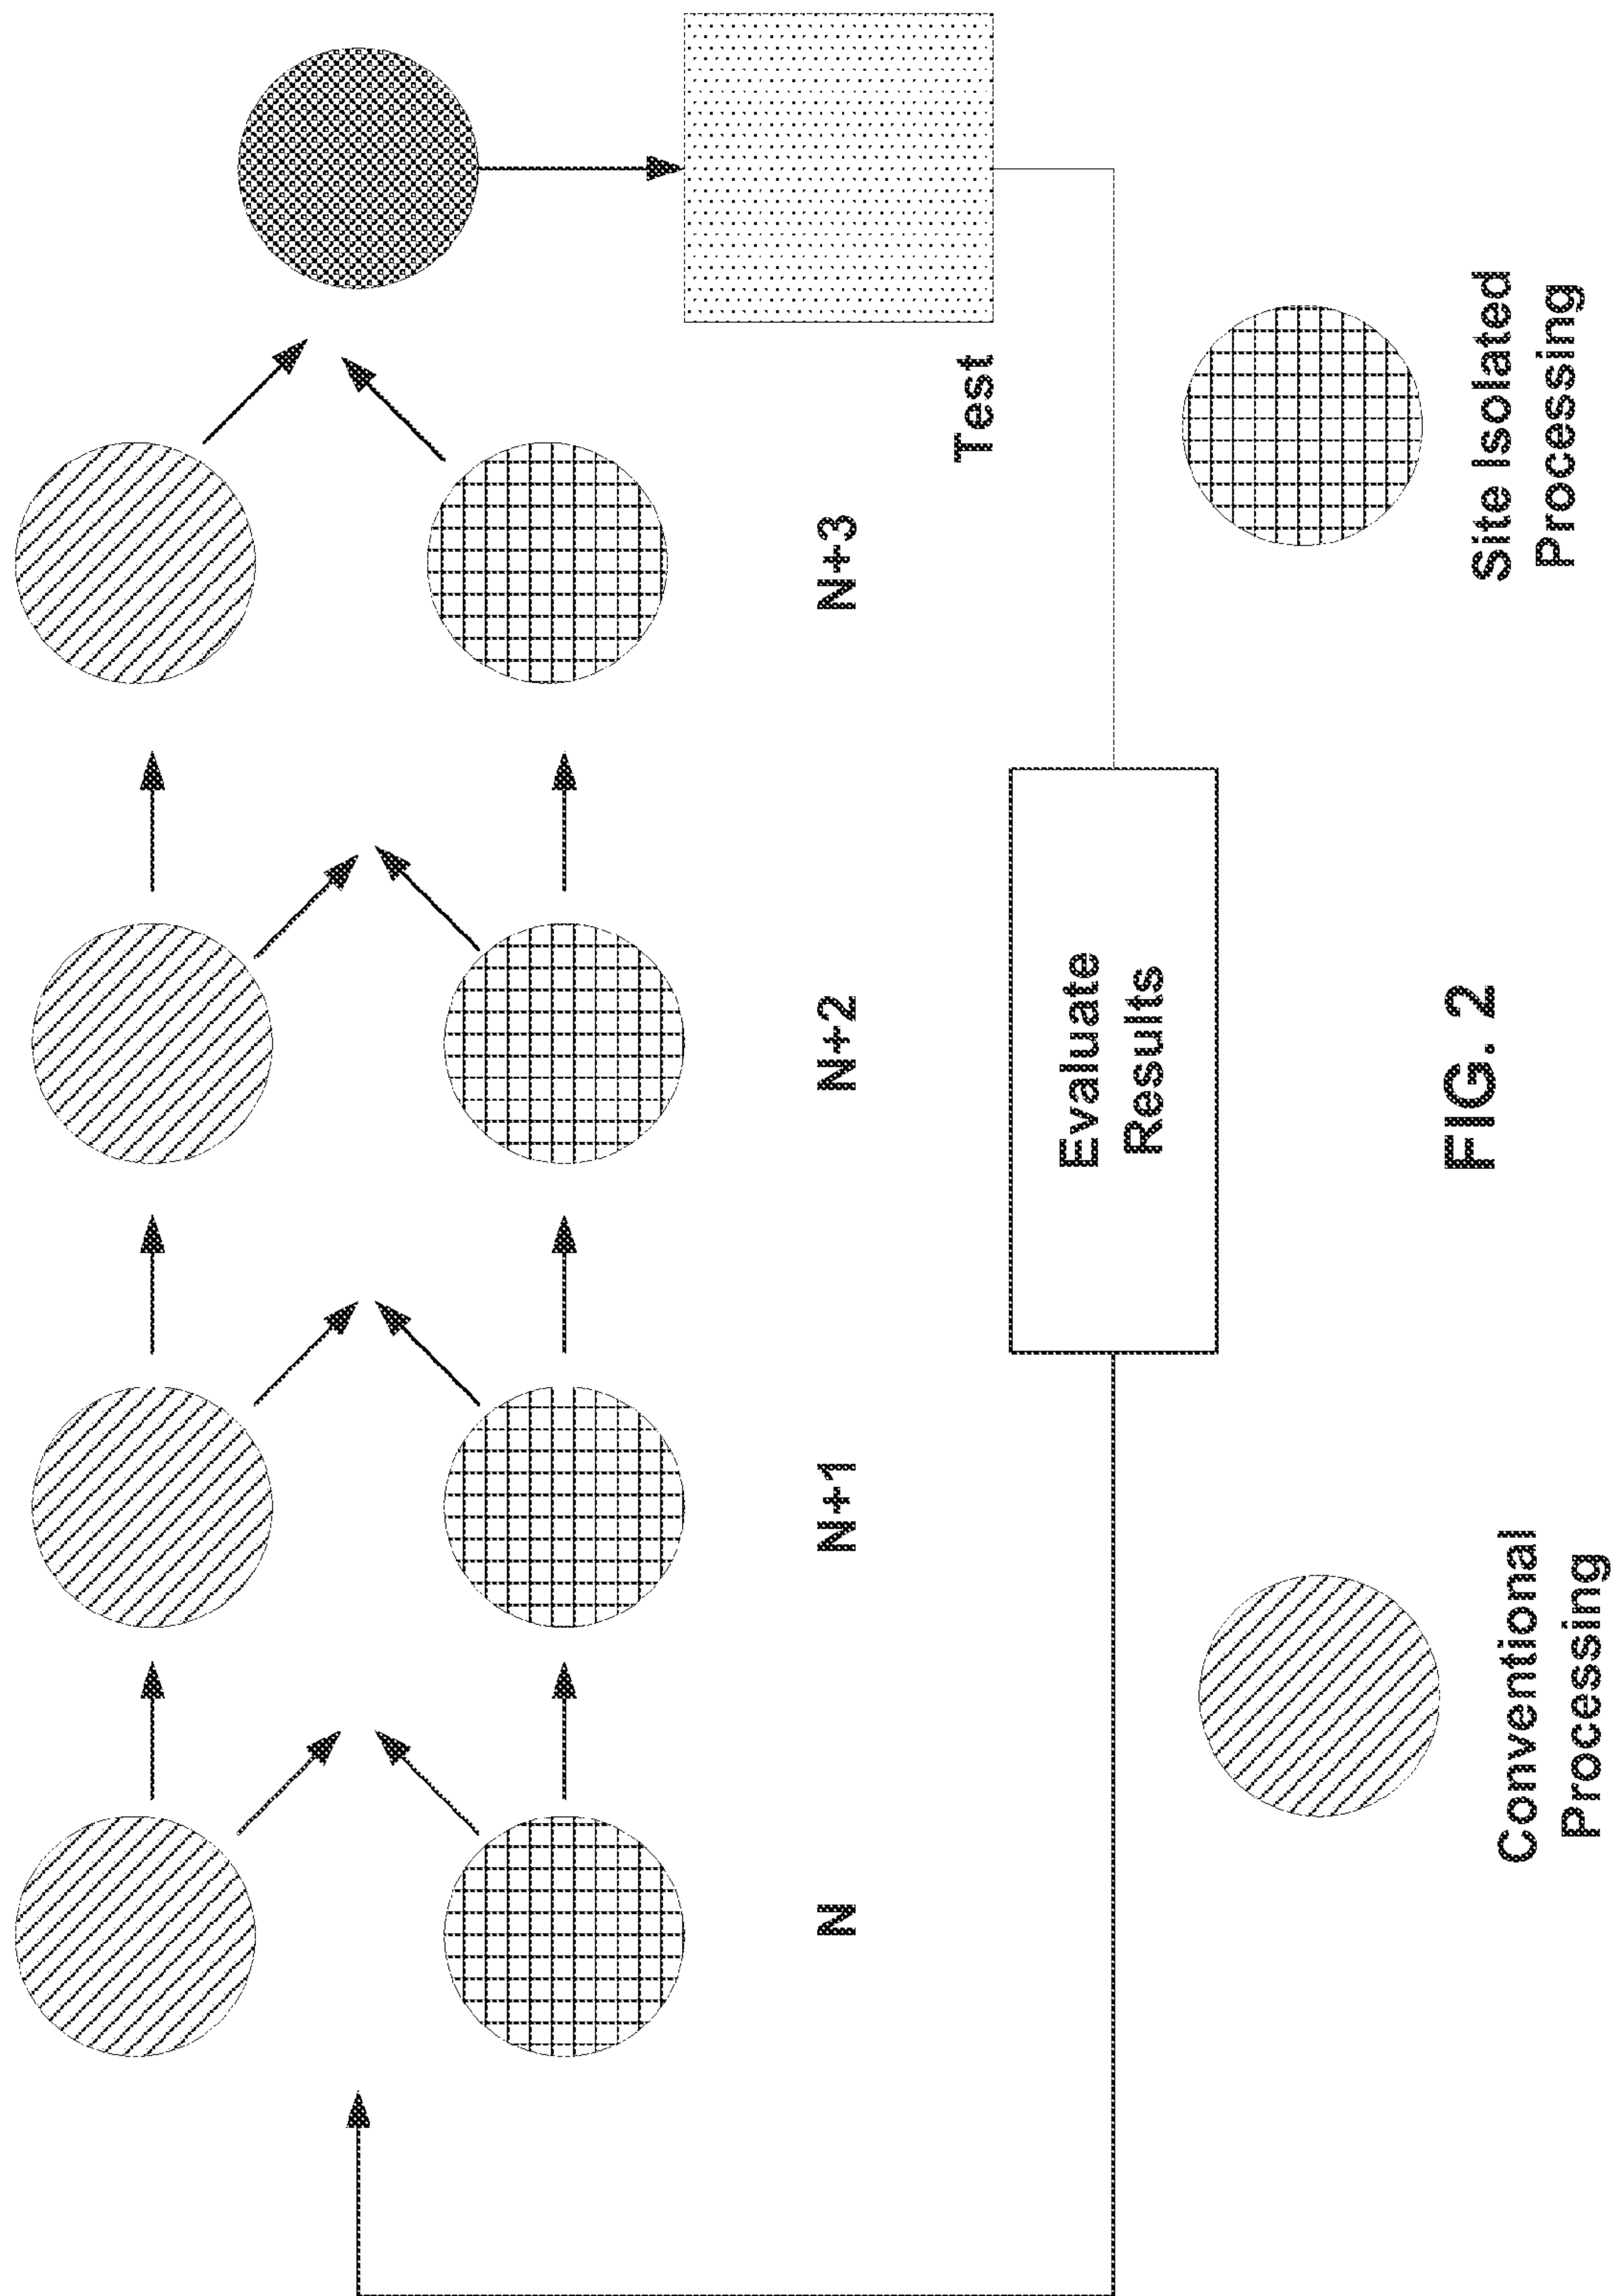 N
N+1
N+2
N+3
Test
Evaluate
Results
Conventional
Processing
Site Isolated
Processing
FIG. 2